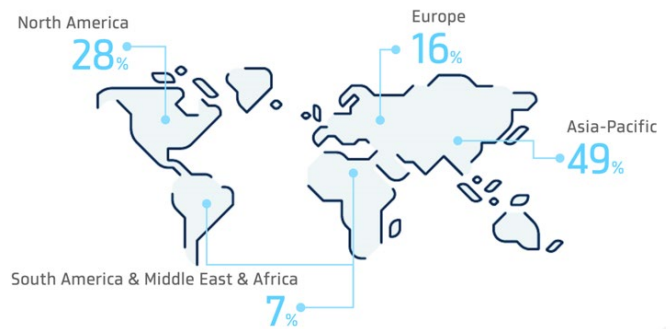 North America
28%
Europe
16%
Asia-Pacific
49%
South America & Middle East & Africa
7%